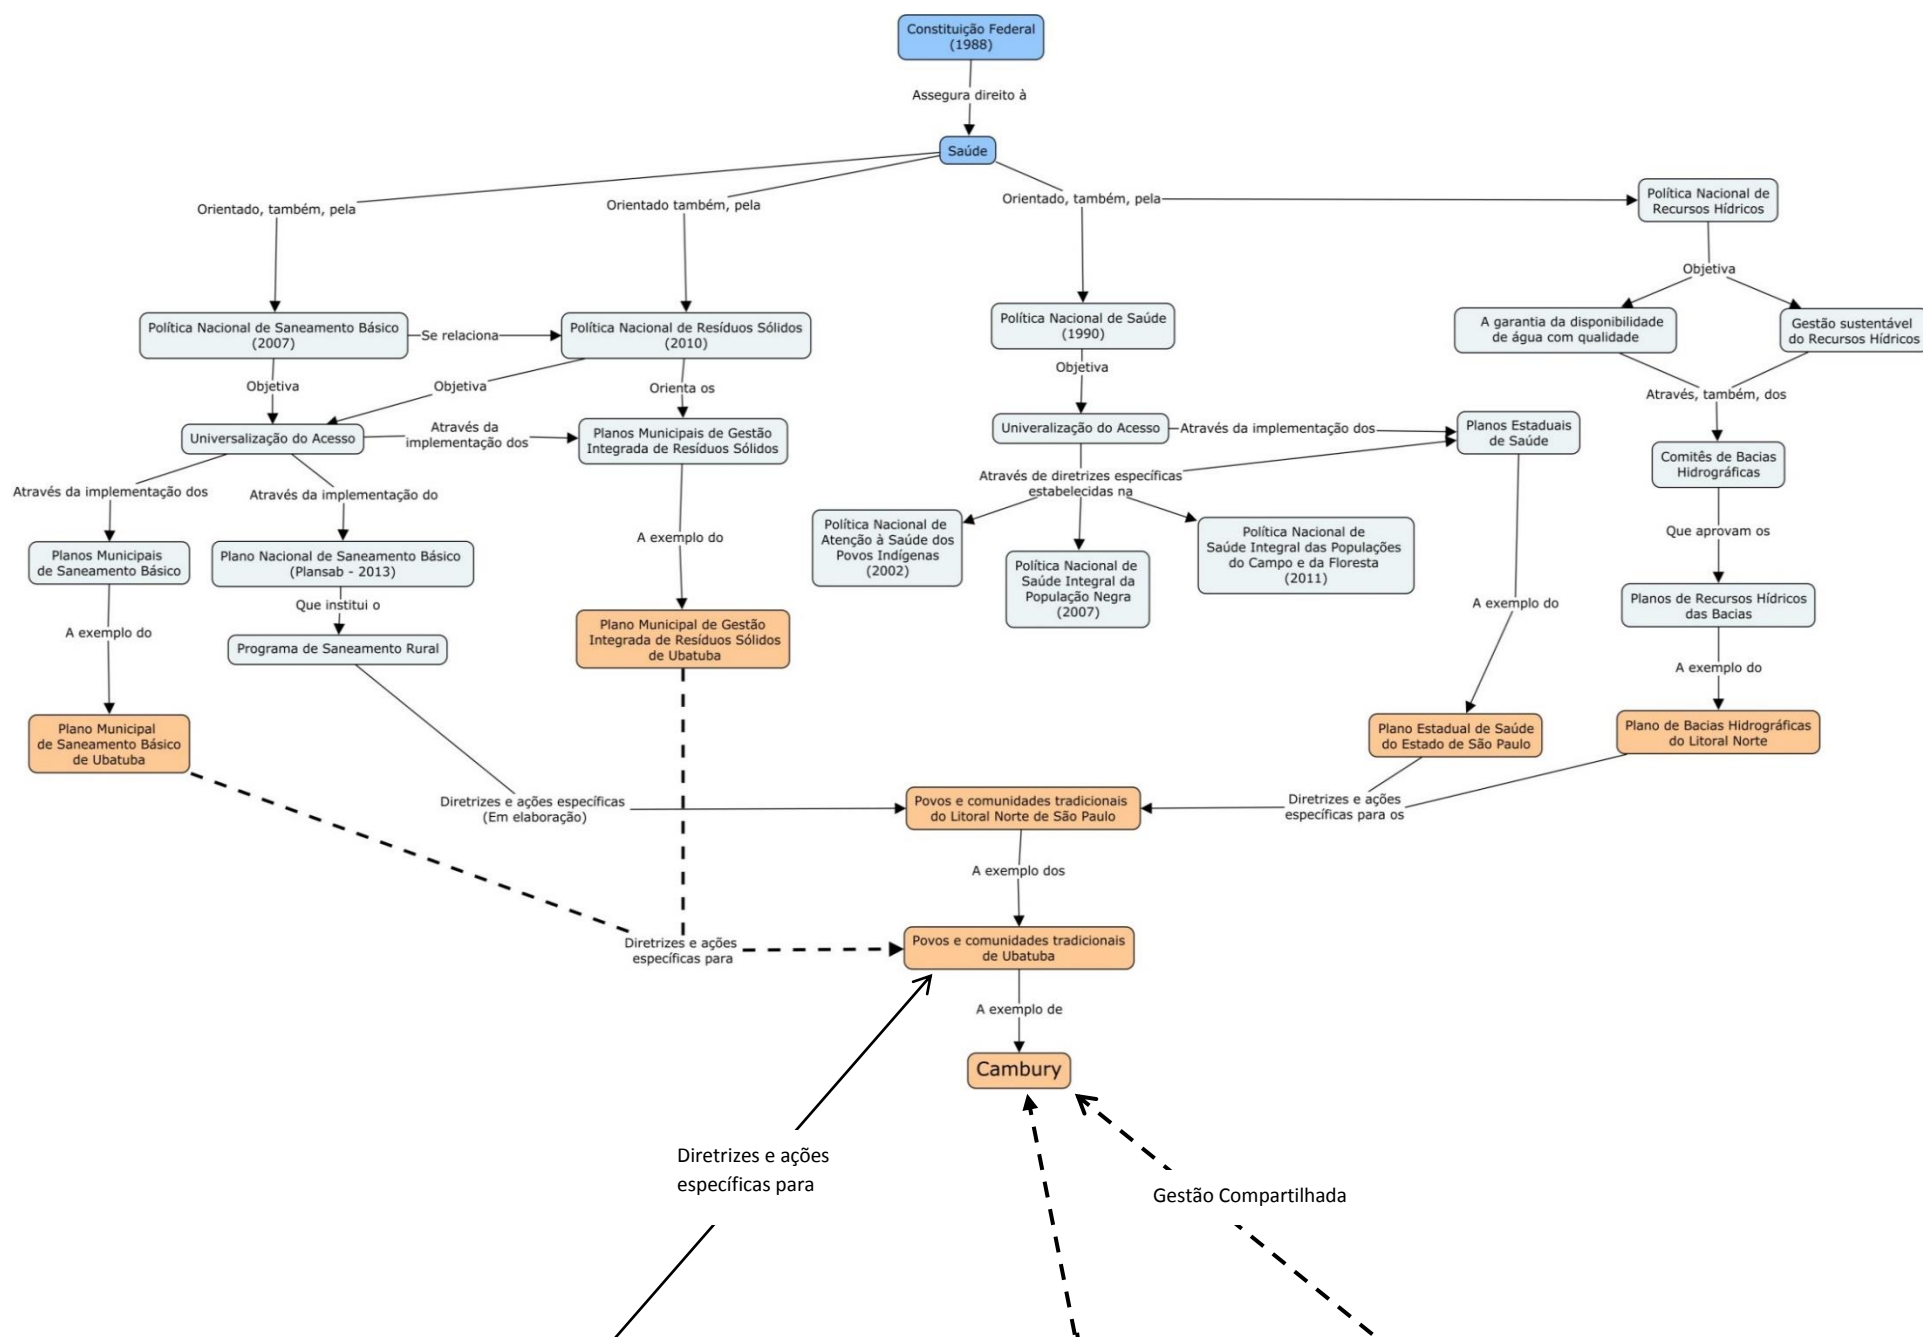 Constituição Federal
(1988)
Assegura direito à
Saúde
Orientado, também, pela
Orientado também, pela
Orientado, também, pela
Política Nacional de
Recursos Hídricos
Objetiva
Política Nacional de Saneamento Básico
(2007)
Se relaciona
Política Nacional de Resíduos Sólidos
(2010)
Política Nacional de Saúde
(1990)
A garantia da disponibilidade
de água com qualidade
Gestão sustentável
do Recursos Hídricos
Objetiva
Objetiva
Orienta os
Objetiva
Através, também, dos
Universalização do Acesso
Através da
implementação dos
Planos Municipais de Gestão
Integrada de Resíduos Sólidos
Univeralização do Acesso
Através da implementação dos
Planos Estaduais
de Saúde
Comitês de Bacias
Hidrográficas
Através da implementação dos
Através da implementação do
Através de diretrizes específicas
estabelecidas na
A exemplo do
Política Nacional de
Atenção à Saúde dos
Povos Indígenas
(2002)
Política Nacional de
Saúde Integral da
População Negra
(2007)
Política Nacional de
Saúde Integral das Populações
do Campo e da Floresta
(2011)
Que aprovam os
Planos Municipais
de Saneamento Básico
Plano Nacional de Saneamento Básico
(Plansab - 2013)
Que institui o
A exemplo do
Planos de Recursos Hídricos
das Bacias
A exemplo do
Programa de Saneamento Rural
Plano Municipal de Gestão
Integrada de Resíduos Sólidos
de Ubatuba
A exemplo do
Plano Municipal
de Saneamento Básico
de Ubatuba
Plano Estadual de Saúde
do Estado de São Paulo
Plano de Bacias Hidrográficas
do Litoral Norte
Diretrizes e ações específicas
(Em elaboração)
Povos e comunidades tradicionais
do Litoral Norte de São Paulo
Diretrizes e ações
específicas para os
A exemplo dos
Diretrizes e ações
específicas para
Povos e comunidades tradicionais
de Ubatuba
A exemplo de
Cambury
Diretrizes e ações
específicas para
Gestão Compartilhada